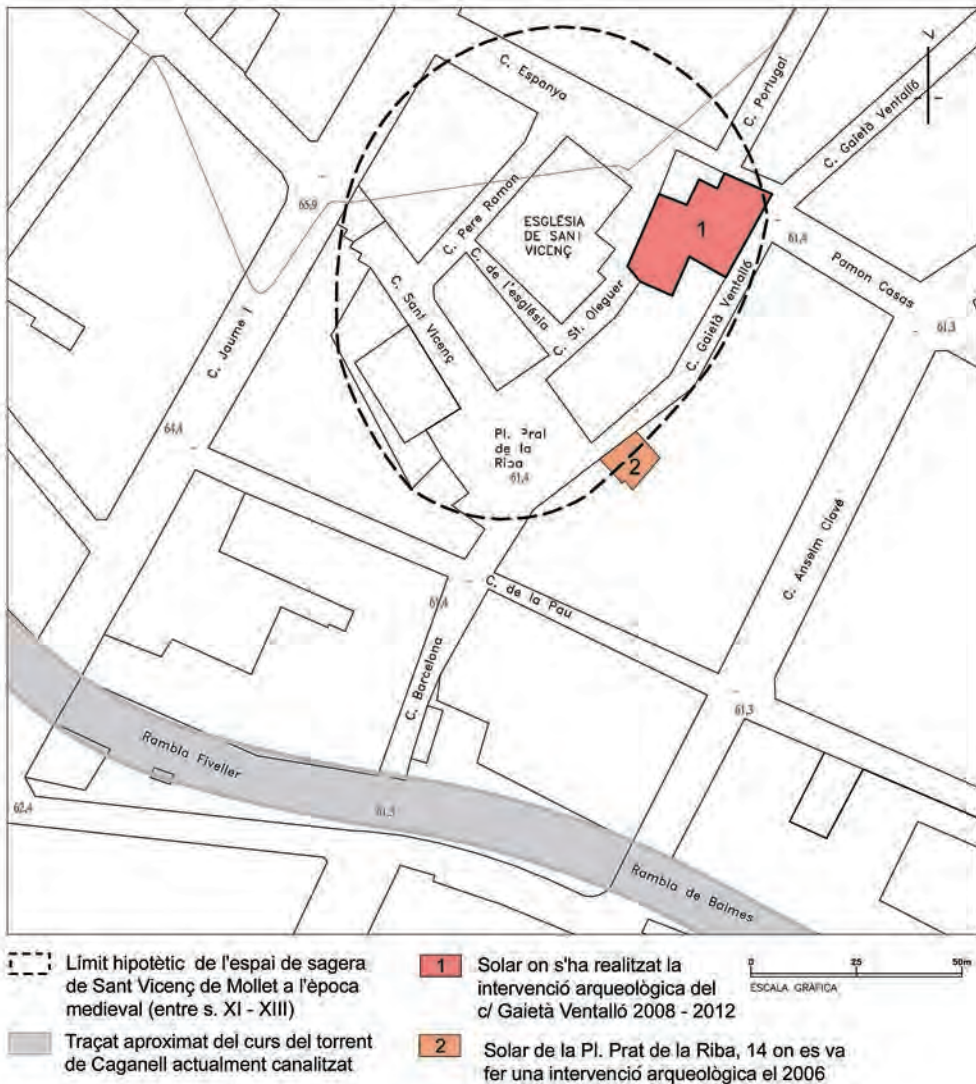 C. Espanya
C. Portugal
C. Gaietà Ventalló
65,9
C. Pere Ramon
ESGLÉSIA
DE SANT
VICENÇ
1
61,4
Ramon Casas
61,3
C. Jaume I
C. Sant Vicenç
C. de l'església
C. St. Oleguer
C. Gaietà Ventalló
64,4
Pl. Prat
de la
Riba
61,4
2
C. Anselm Clavé
C. de la Pau
61,4
C. Barcelona
61,3
Rambla Fiveller
62,4
61,5
Rambla de Balmes
Límit hipotètic de l'espai de sagera
de Sant Vicenç de Mollet a l'època
medieval (entre s. XI - XIII)
Traçat aproximat del curs del torrent
de Caganell actualment canalitzat
1
Solar on s'ha realitzat la
intervenció arqueològica del
c/ Gaietà Ventalló 2008 - 2012
2
Solar de la Pl. Prat de la Riba, 14 on es va
fer una intervenció arqueològica el 2006
0 25 50m
ESCALA GRÀFICA